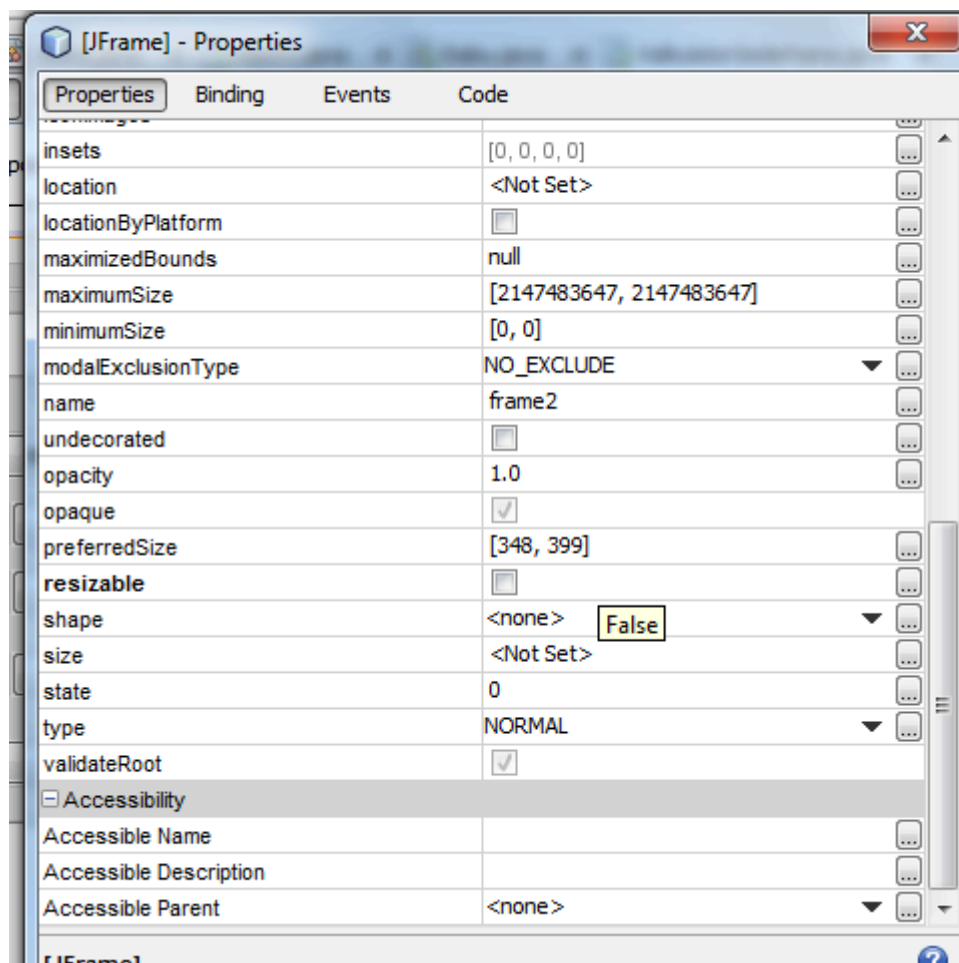 [JFrame] - Properties
Properties Binding Events Code
insets [0, 0, 0, 0] ...
location <Not Set> ...
locationByPlatform ...
maximizedBounds null ...
maximumSize [2147483647, 2147483647] ...
minimumSize [0, 0] ...
modalExclusionType NO_EXCLUDE ...
name frame2 ...
undecorated ...
opacity 1.0 ...
opaque
preferredSize [348, 399] ...
resizable ...
shape <none> False ...
size <Not Set> ...
state 0 ...
type NORMAL ...
validateRoot
Accessibility
Accessible Name ...
Accessible Description ...
Accessible Parent <none> ...
[JFrame]